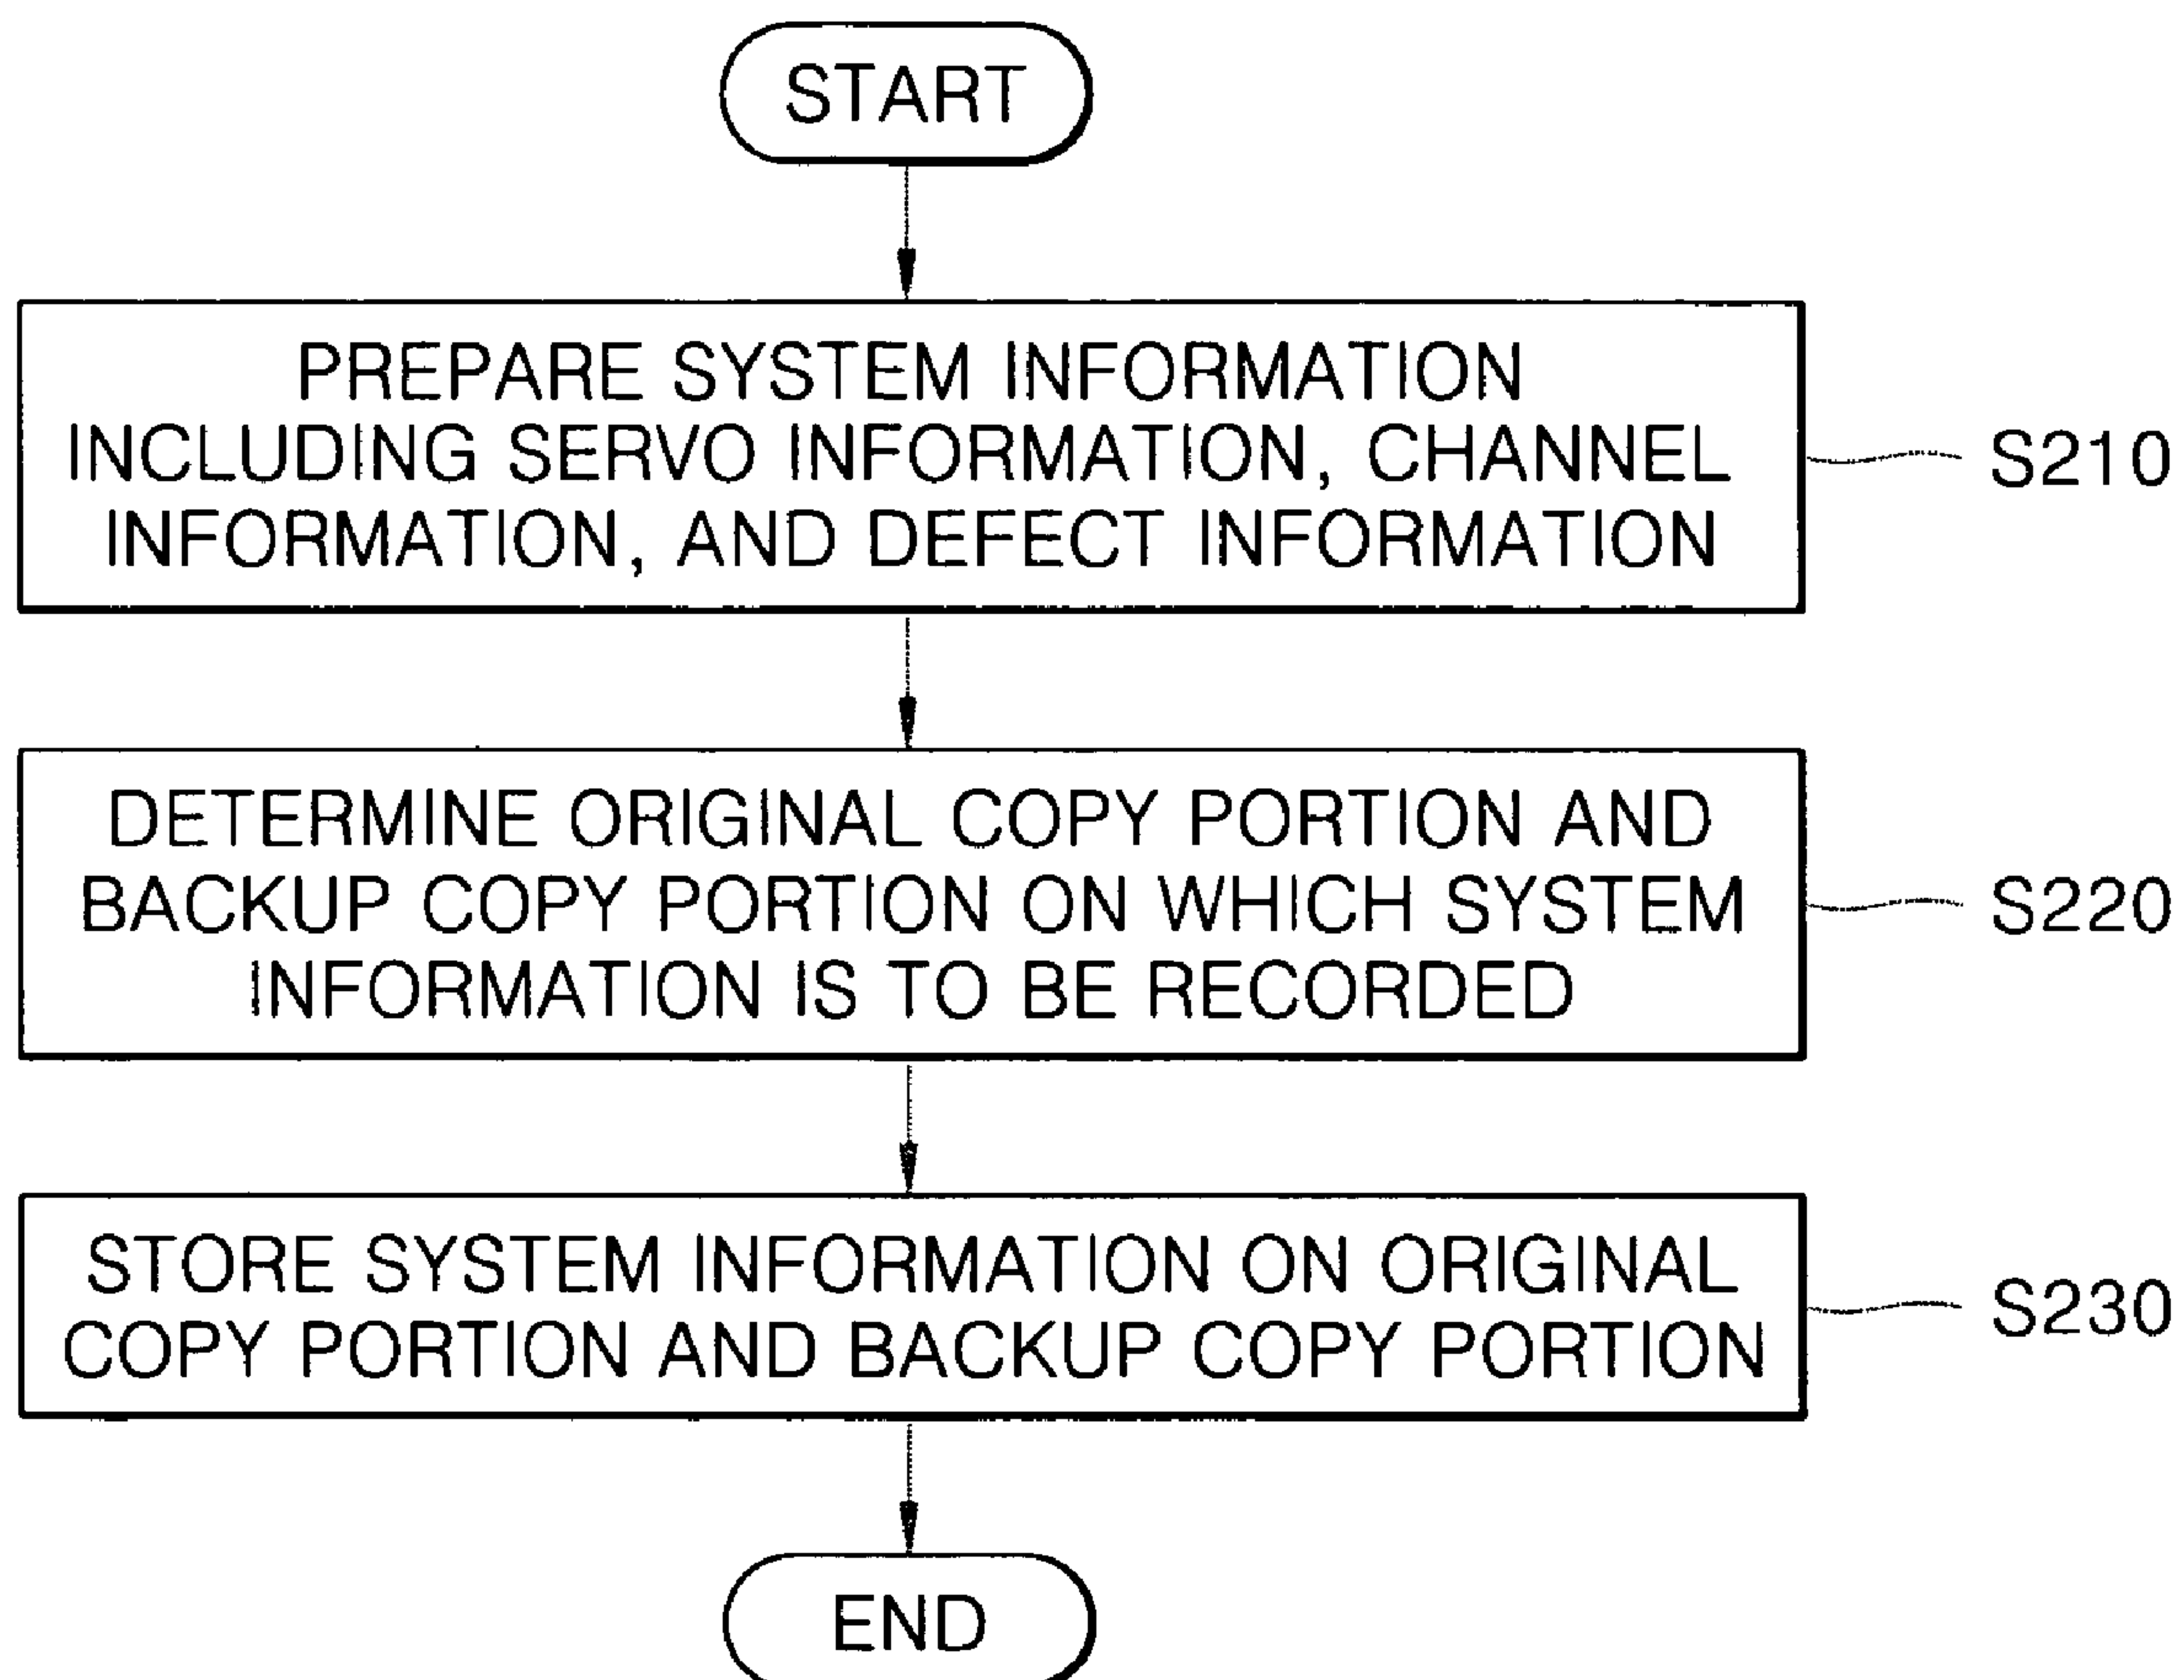 START
PREPARE SYSTEM INFORMATION
INCLUDING SERVO INFORMATION, CHANNEL
INFORMATION, AND DEFECT INFORMATION
S210
DETERMINE ORIGINAL COPY PORTION AND
BACKUP COPY PORTION ON WHICH SYSTEM
INFORMATION IS TO BE RECORDED
S220
STORE SYSTEM INFORMATION ON ORIGINAL
COPY PORTION AND BACKUP COPY PORTION
S230
END